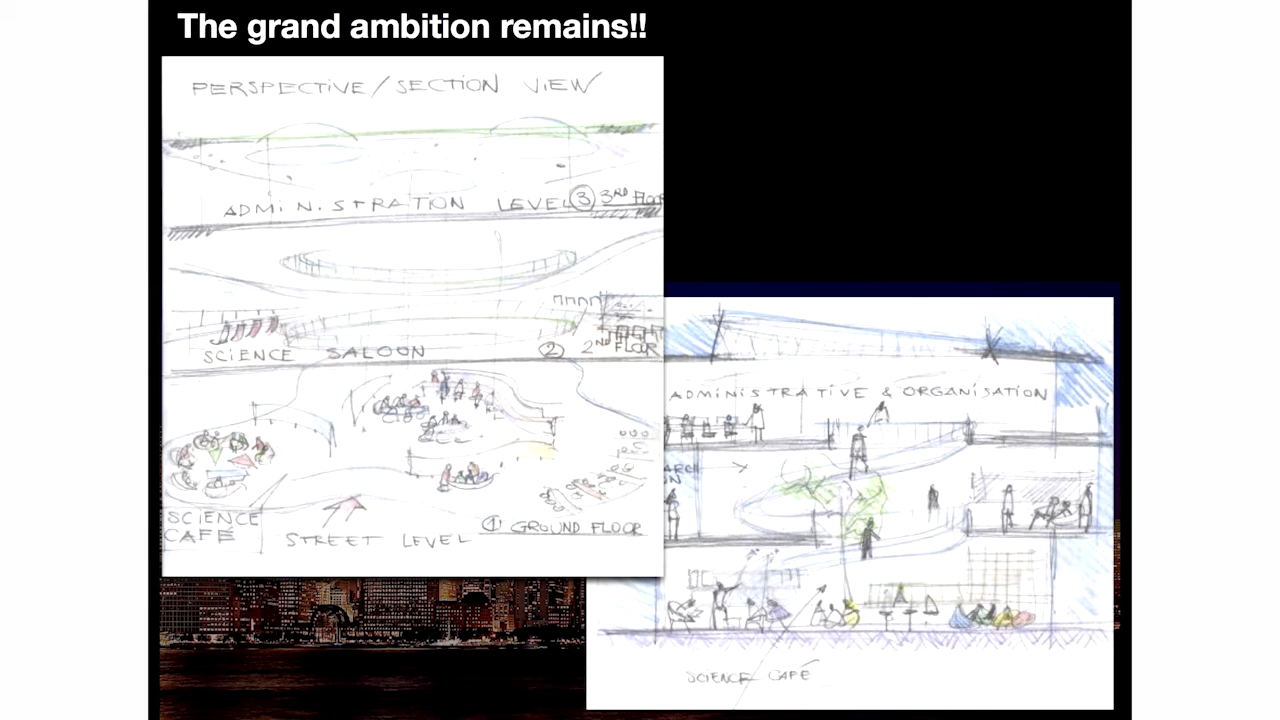 The grand ambition remains!!
PERSPECTIVE/SECTION VIEW
ADMINISTRATION LEVEL ③ 3RD FLOOR
SCIENCE SALOON ② 2ND FLOOR
SCIENCE CAFÉ
STREET LEVEL ① GROUND FLOOR
ADMINISTRATIVE & ORGANISATION
SCIENCE CAFÉ